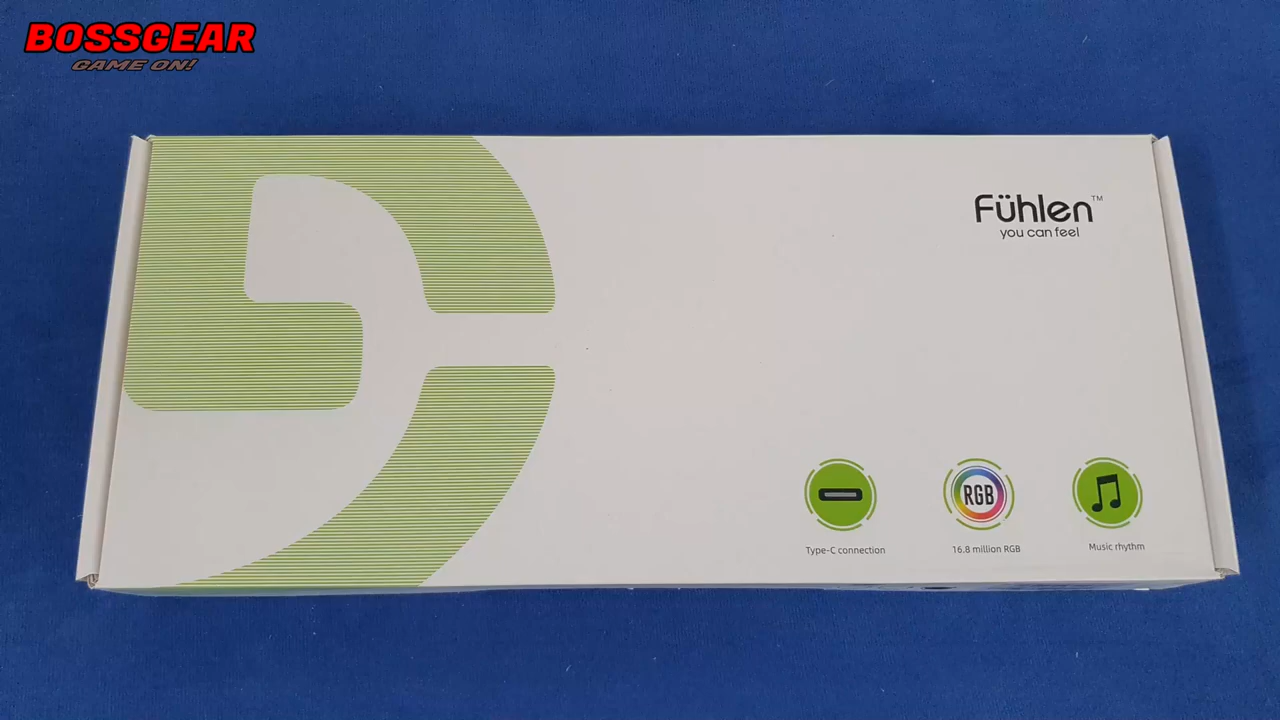 BOSSGEAR
GAME ON!
Fühlen™
you can feel
RGB
Type-C connection
16.8 million RGB
Music rhythm